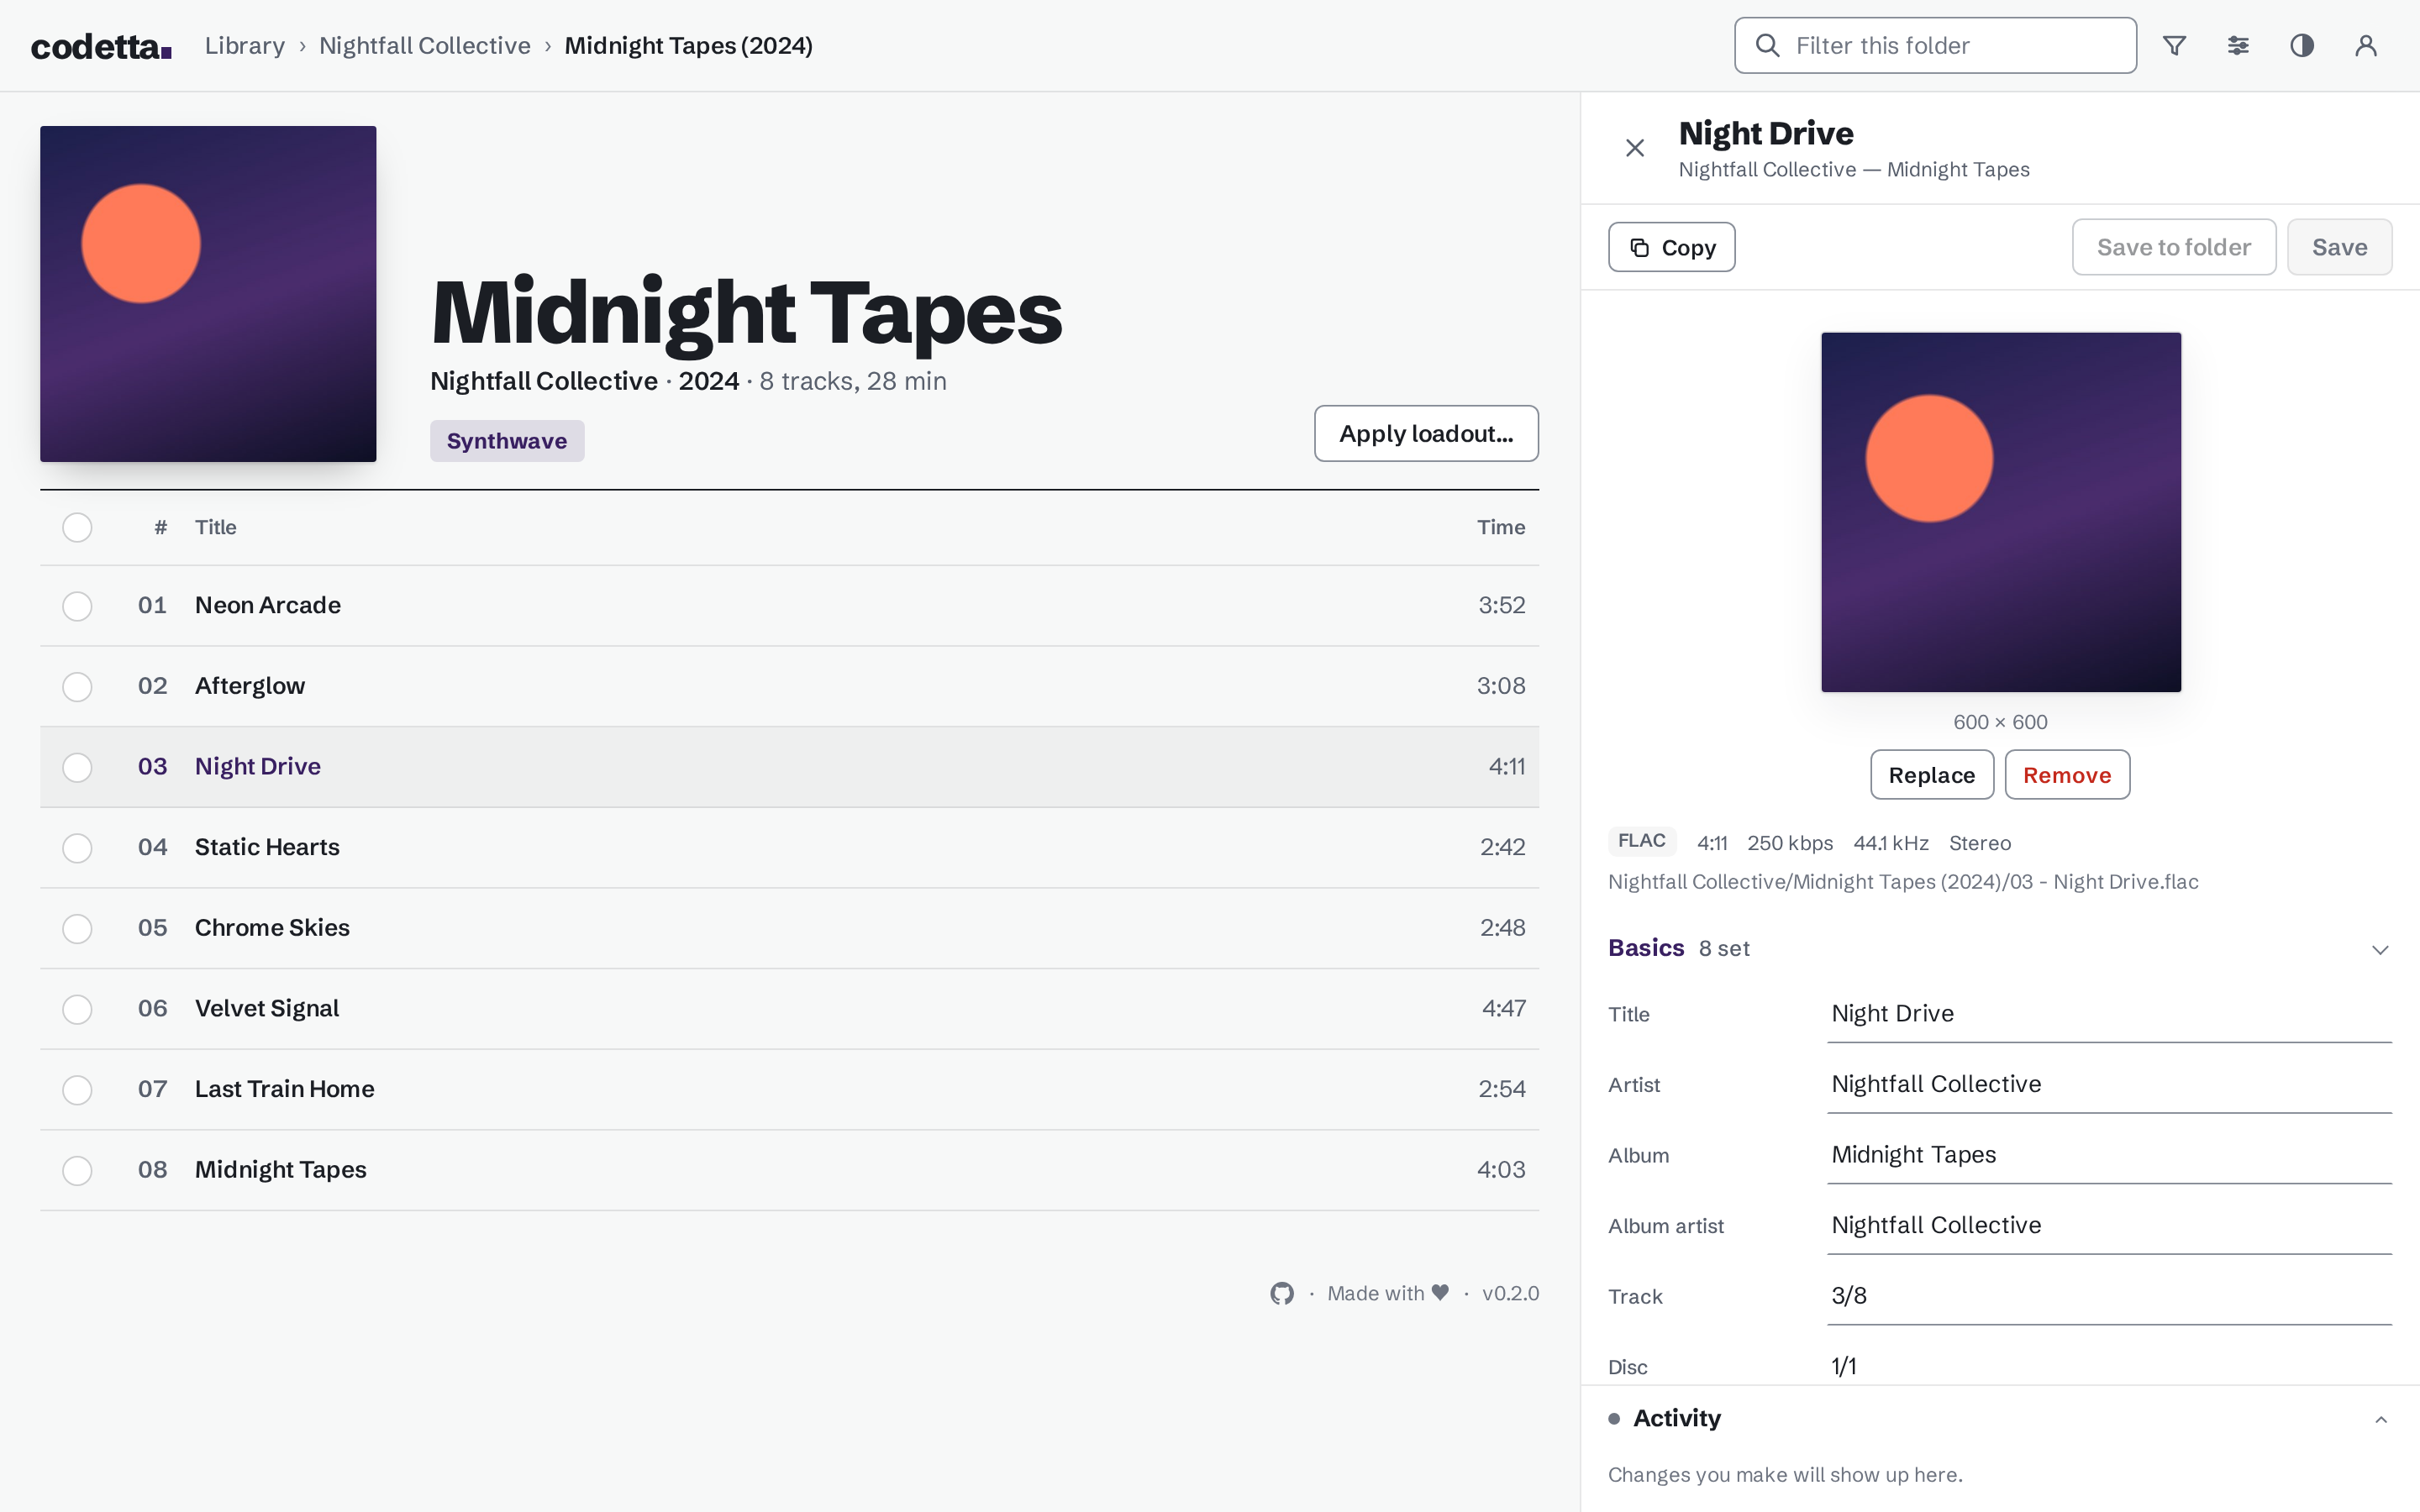 codetta.
Library › Nightfall Collective › Midnight Tapes (2024)
Filter this folder
Midnight Tapes
Nightfall Collective · 2024 · 8 tracks, 28 min
Synthwave
Apply loadout...
# Title Time
01 Neon Arcade 3:52
02 Afterglow 3:08
03 Night Drive 4:11
04 Static Hearts 2:42
05 Chrome Skies 2:48
06 Velvet Signal 4:47
07 Last Train Home 2:54
08 Midnight Tapes 4:03
· Made with ♥ · v0.2.0
Night Drive
Nightfall Collective — Midnight Tapes
Copy
Save to folder
Save
600 × 600
Replace
Remove
FLAC 4:11 250 kbps 44.1 kHz Stereo
Nightfall Collective/Midnight Tapes (2024)/03 - Night Drive.flac
Basics 8 set
Title Night Drive
Artist Nightfall Collective
Album Midnight Tapes
Album artist Nightfall Collective
Track 3/8
Disc 1/1
Activity
Changes you make will show up here.